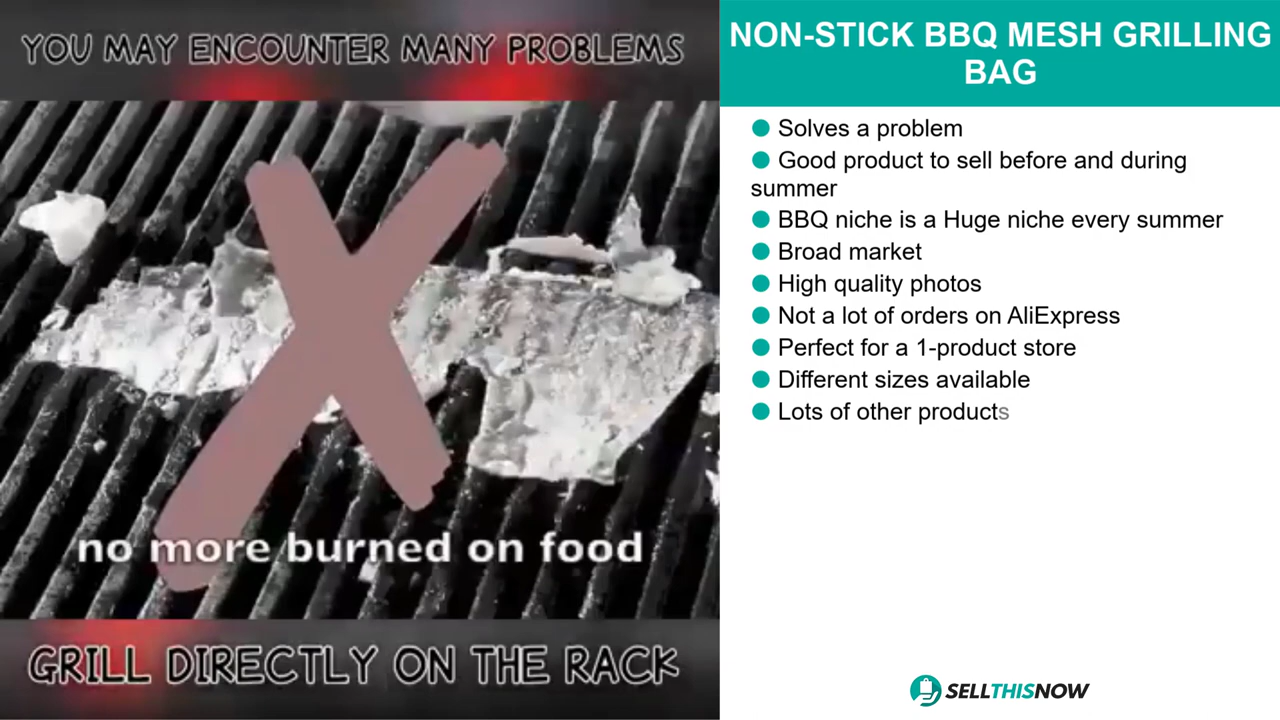 YOU MAY ENCOUNTER MANY PROBLEMS
no more burned on food
GRILL DIRECTLY ON THE RACK
NON-STICK BBQ MESH GRILLING
BAG
Solves a problem
Good product to sell before and during
summer
BBQ niche is a Huge niche every summer
Broad market
High quality photos
Not a lot of orders on AliExpress
Perfect for a 1-product store
Different sizes available
Lots of other products
SELLTHISNOW